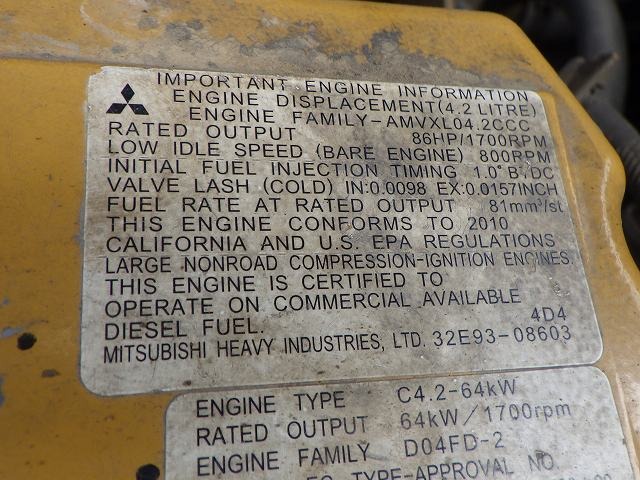 IMPORTANT ENGINE INFORMATION
ENGINE DISPLACEMENT(4.2 LITRE)
ENGINE FAMILY-AMVXL04.2CCC
RATED OUTPUT 86HP/1700RPM
LOW IDLE SPEED (BARE ENGINE) 800RPM
INITIAL FUEL INJECTION TIMING 1.0° BTDC
VALVE LASH (COLD) IN:0.0098 EX:0.0157INCH
FUEL RATE AT RATED OUTPUT 81mm³/st
THIS ENGINE CONFORMS TO 2010
CALIFORNIA AND U.S. EPA REGULATIONS
LARGE NONROAD COMPRESSION-IGNITION ENGINES
THIS ENGINE IS CERTIFIED TO
OPERATE ON COMMERCIAL AVAILABLE
DIESEL FUEL. 4D4
MITSUBISHI HEAVY INDUSTRIES, LTD. 32E93-08603
ENGINE TYPE C4.2-64kW
RATED OUTPUT 64kW/1700rpm
ENGINE FAMILY D04FD-2
TYPE-APPROVAL NO.